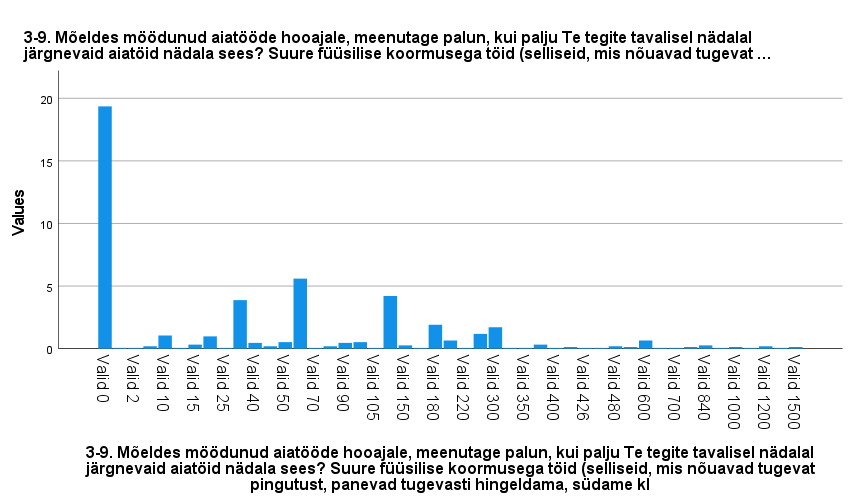 3-9. Mõeldes möödunud aiatööde hooajale, meenutage palun, kui palju Te tegite tavalisel nädalal
järgnevaid aiatöid nädala sees? Suure füüsilise koormusega töid (selliseid, mis nõuavad tugevat ...
20
15
10
5
0
Values
Valid 0
Valid 2
Valid 10
Valid 15
Valid 25
Valid 40
Valid 50
Valid 70
Valid 90
Valid 105
Valid 150
Valid 180
Valid 220
Valid 300
Valid 350
Valid 400
Valid 426
Valid 480
Valid 600
Valid 700
Valid 840
Valid 1000
Valid 1200
Valid 1500
3-9. Mõeldes möödunud aiatööde hooajale, meenutage palun, kui palju Te tegite tavalisel nädalal
järgnevaid aiatöid nädala sees? Suure füüsilise koormusega töid (selliseid, mis nõuavad tugevat
pingutust, panevad tugevasti hingeldama, südame kl